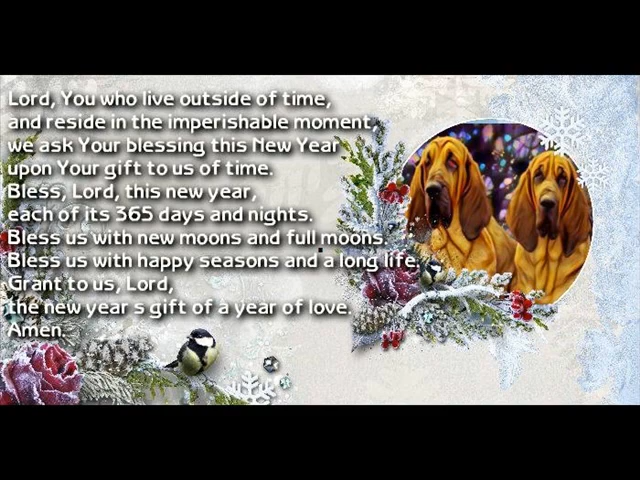 Lord, You who live outside of time,
and reside in the imperishable moment,
we ask Your blessing this New Year
upon Your gift to us of time.
Bless, Lord, this new year,
each of its 365 days and nights.
Bless us with new moons and full moons.
Bless us with happy seasons and a long life.
Grant to us, Lord,
the new year s gift of a year of love.
Amen.